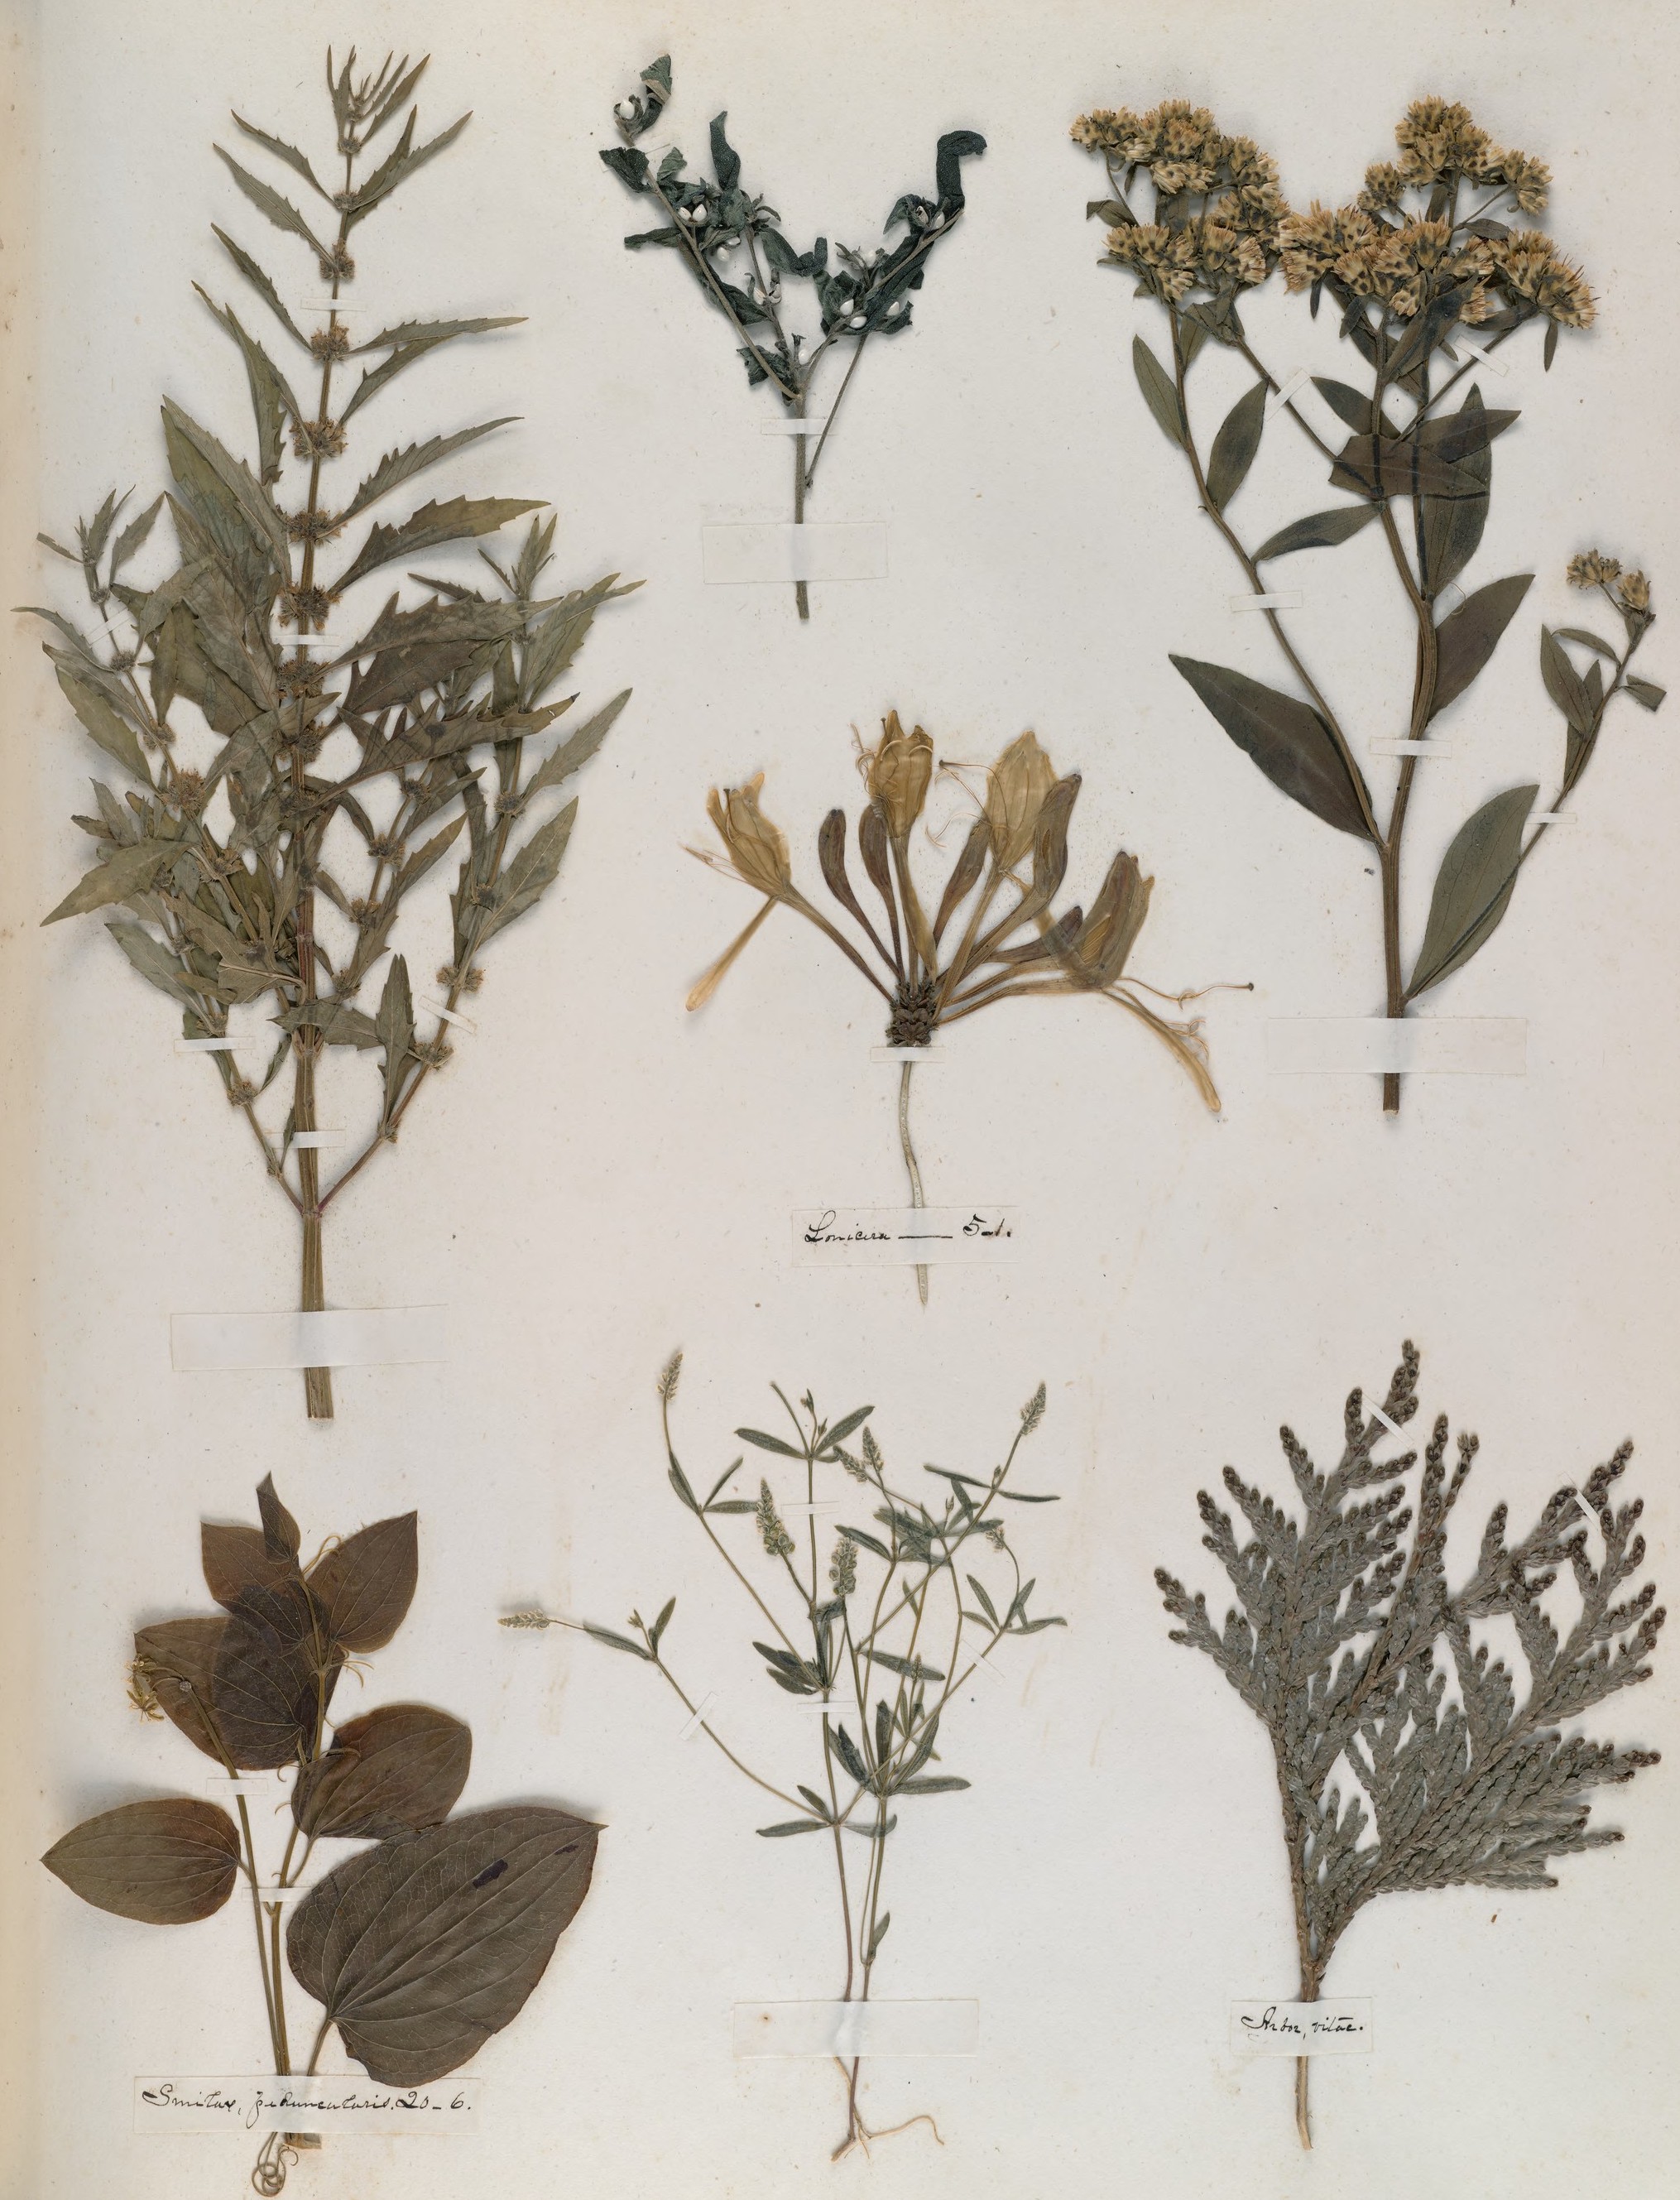 Lonicera — 5-1.
Arbor, vitae.
Smilax, peduncularis. 20-6.